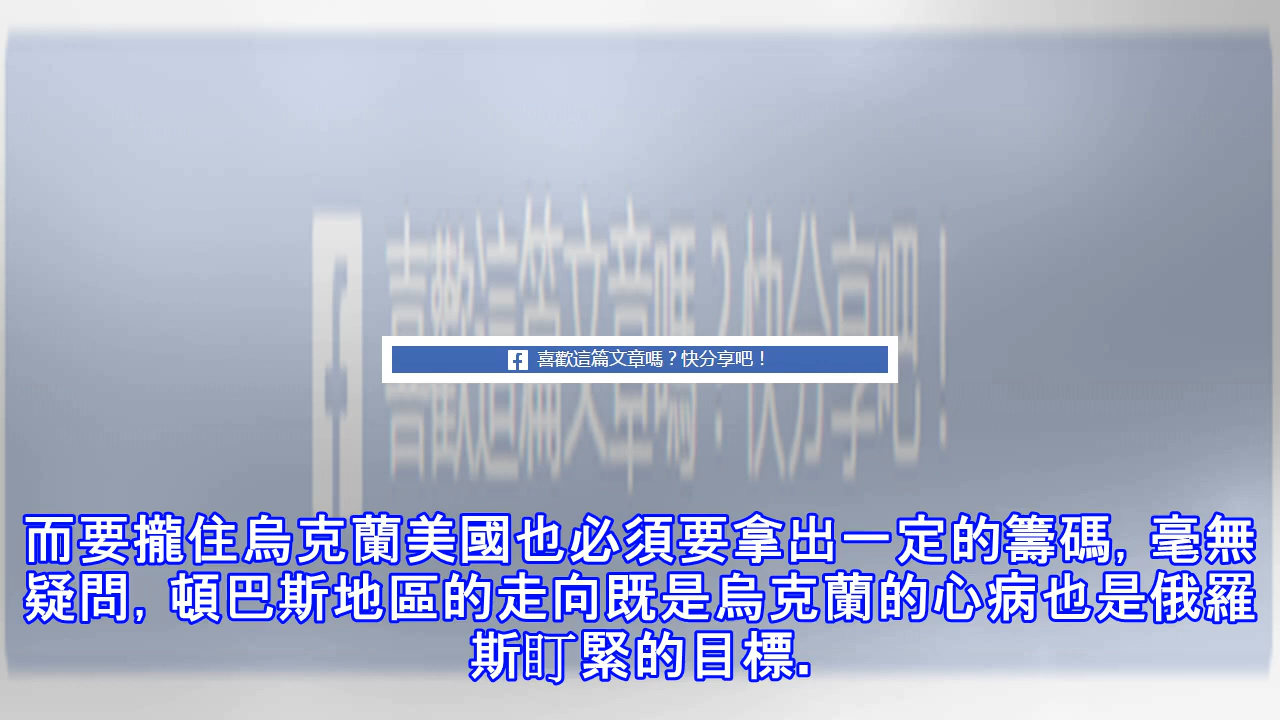 喜歡這篇文章嗎？快分享吧！
喜歡這篇文章嗎？快分享吧！
而要攏住烏克蘭美國也必須要拿出一定的籌碼, 毫無
疑問, 頓巴斯地區的走向既是烏克蘭的心病也是俄羅
斯盯緊的目標.